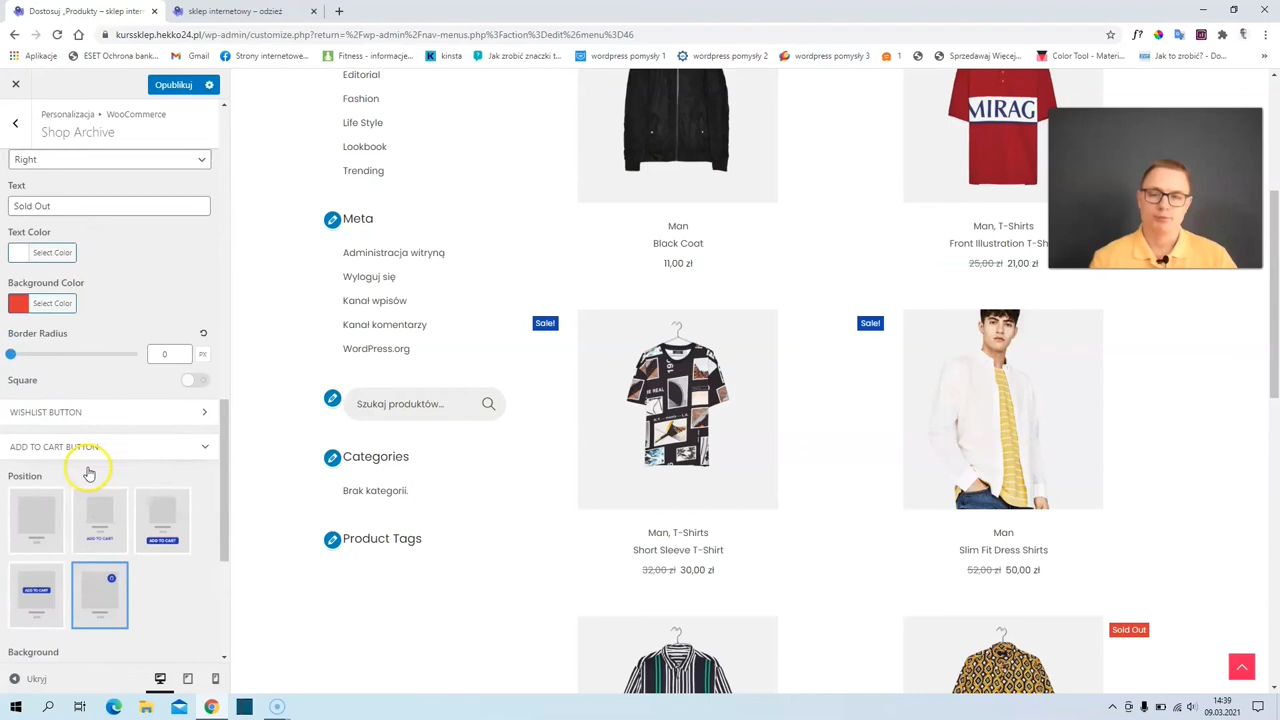 Dostosuj „Produkty – sklep intern
sklep internetowy - odzież
kurssklep.hekko24.pl/wp-admin/customize.php?return=%2Fwp-admin%2Fnav-menus.php%3Faction%3Dedit%26menu%3D46
Aplikacje
ESET Ochrona banko...
Gmail
Strony internetowe...
Fitness - informacje...
kinsta
Jak zrobić znaczki t...
wordpress pomysły 1
wordpress pomysły 2
wordpress pomysły 3
1
Sprzedawaj Więcej...
Color Tool - Materi...
Jak to zrobić? - Do...
Opublikuj
Personalizacja • WooCommerce
Shop Archive
Right
Text
Sold Out
Text Color
Select Color
Background Color
Select Color
Border Radius
0 PX
Square
WISHLIST BUTTON
ADD TO CART BUTTON
Position
ADD TO CART
ADD TO CART
ADD TO CART
Background
Ukryj
Editorial
Fashion
Life Style
Lookbook
Trending
Meta
Administracja witryną
Wyloguj się
Kanał wpisów
Kanał komentarzy
WordPress.org
Szukaj produktów...
Categories
Brak kategorii.
Product Tags
Man
Black Coat
11,00 zł
MIRAG
Man, T-Shirts
Front Illustration T-Sh
25,00 zł 21,00 zł
Sale!
Man, T-Shirts
Short Sleeve T-Shirt
32,00 zł 30,00 zł
Sale!
Man
Slim Fit Dress Shirts
52,00 zł 50,00 zł
Sold Out
14:39
09.03.2021